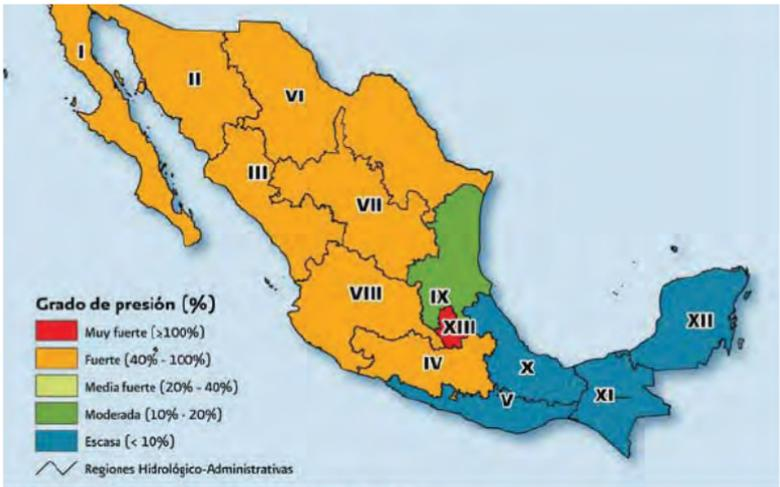 I
II
VI
III
VII
VIII
IX
XIII
IV
X
V
XI
XII
Grado de presión (%)
Muy fuerte (>100%)
Fuerte (40% - 100%)
Media fuerte (20% - 40%)
Moderada (10% - 20%)
Escasa (< 10%)
Regiones Hidrológico-Administrativas